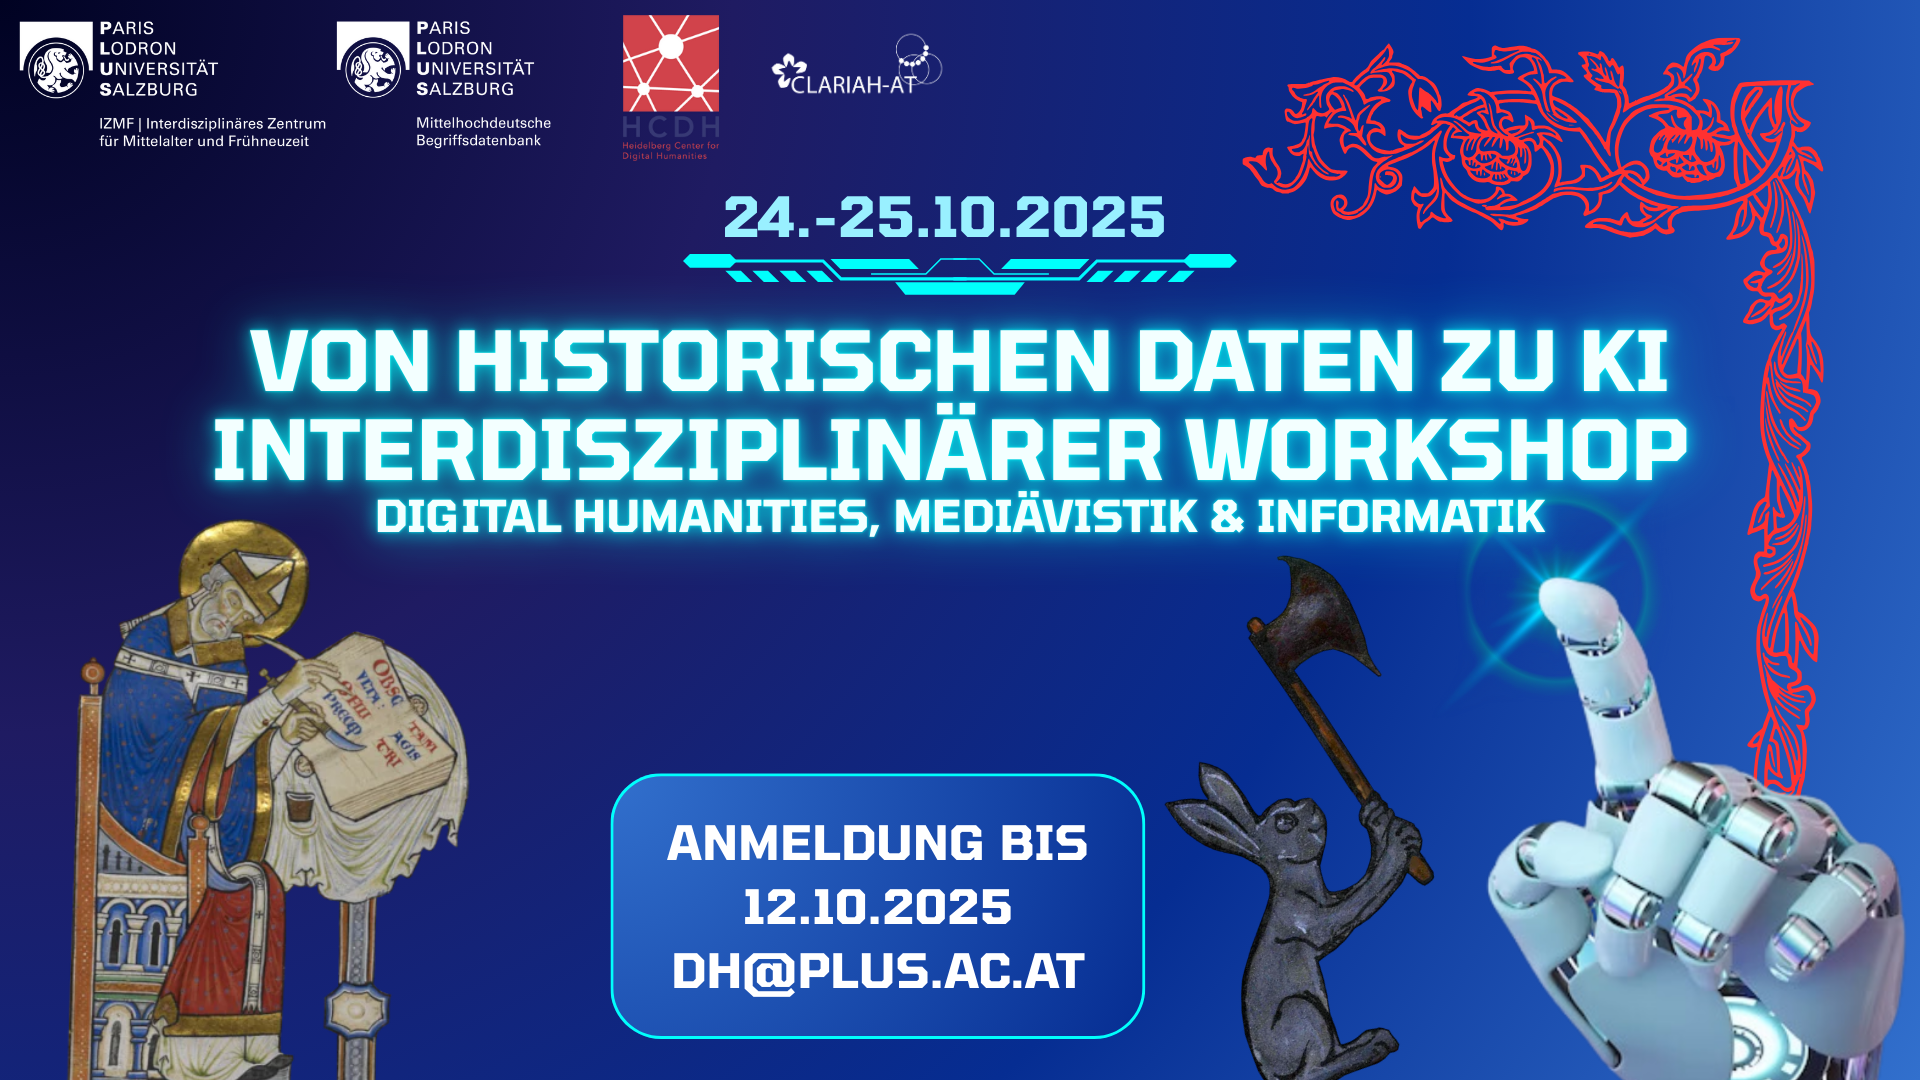 PARIS
LODRON
UNIVERSITÄT
SALZBURG
IZMF | Interdisziplinäres Zentrum
für Mittelalter und Frühneuzeit
PARIS
LODRON
UNIVERSITÄT
SALZBURG
Mittelhochdeutsche
Begriffsdatenbank
HCDH
Heidelberg Center for
Digital Humanities
CLARIAH-AT
24.-25.10.2025
VON HISTORISCHEN DATEN ZU KI
INTERDISZIPLINÄRER WORKSHOP
DIGITAL HUMANITIES, MEDIÄVISTIK & INFORMATIK
ANMELDUNG BIS
12.10.2025
DH@PLUS.AC.AT